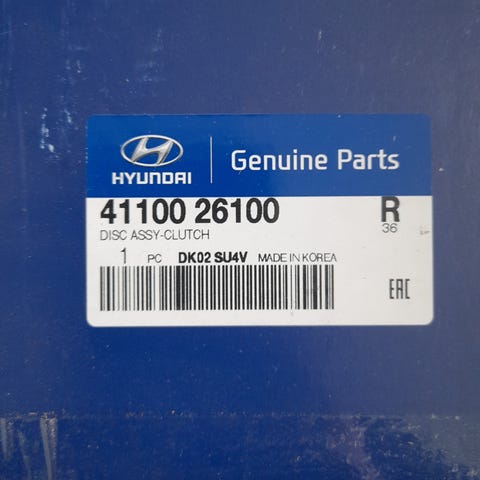 HYUNDAI
Genuine Parts
41100 26100 R
DISC ASSY-CLUTCH 36
1 PC DK02 SU4V MADE IN KOREA
EAC